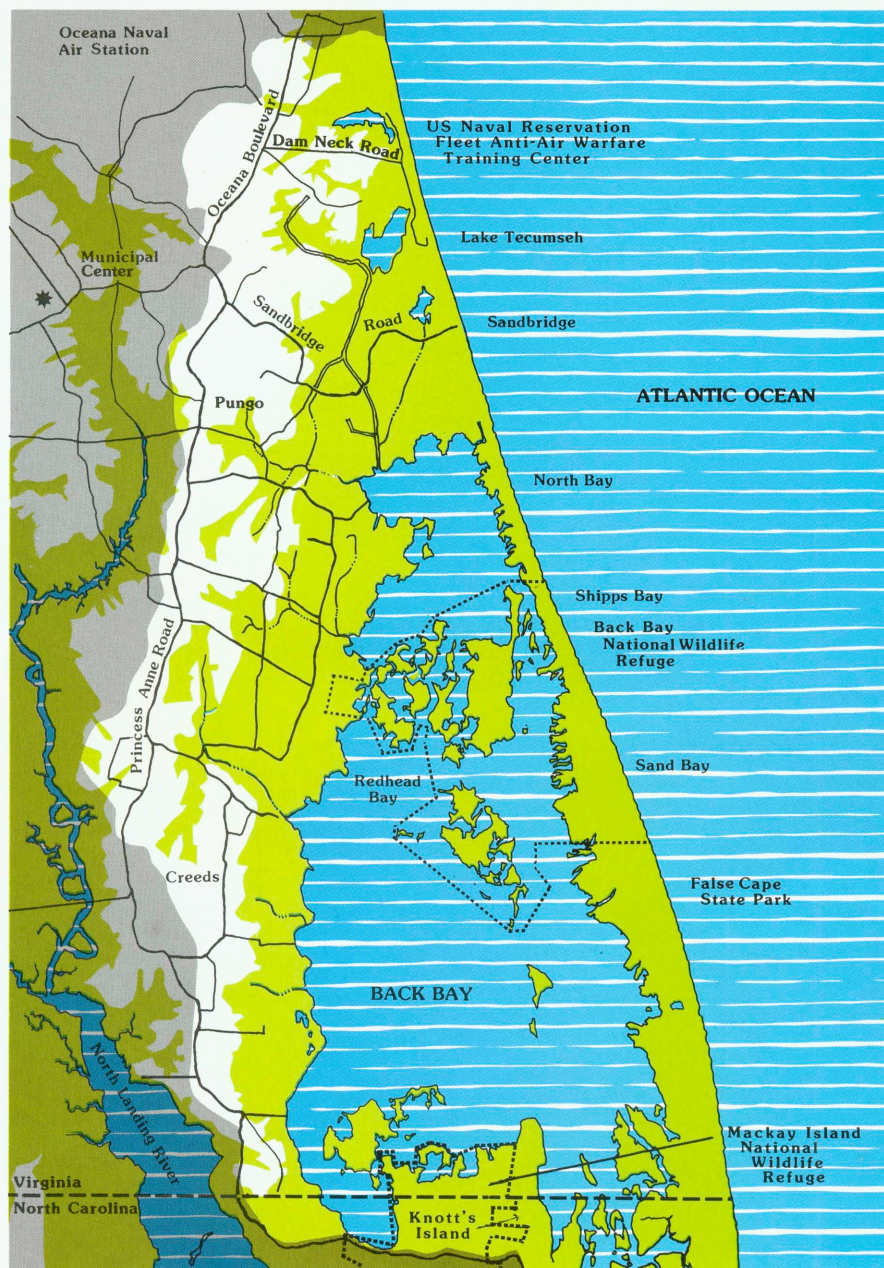 Oceana Naval
Air Station
Oceana Boulevard
Dam Neck Road
US Naval Reservation
Fleet Anti-Air Warfare
Training Center
Lake Tecumseh
Municipal
Center
Sandbridge
Road
Sandbridge
Pungo
ATLANTIC OCEAN
North Bay
Shipps Bay
Back Bay
National Wildlife
Refuge
Princess Anne Road
Sand Bay
Redhead
Bay
Creeds
False Cape
State Park
BACK BAY
North Landing River
Mackay Island
National
Wildlife
Refuge
Virginia
North Carolina
Knott's
Island